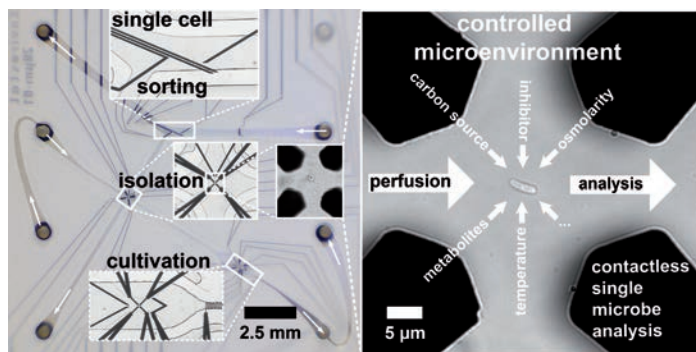 single cell
sorting
isolation
cultivation
2.5 mm
controlled
microenvironment
carbon source
inhibitor
osmolarity
perfusion
analysis
metabolites
temperature
...
contactless
single
microbe
analysis
5 µm